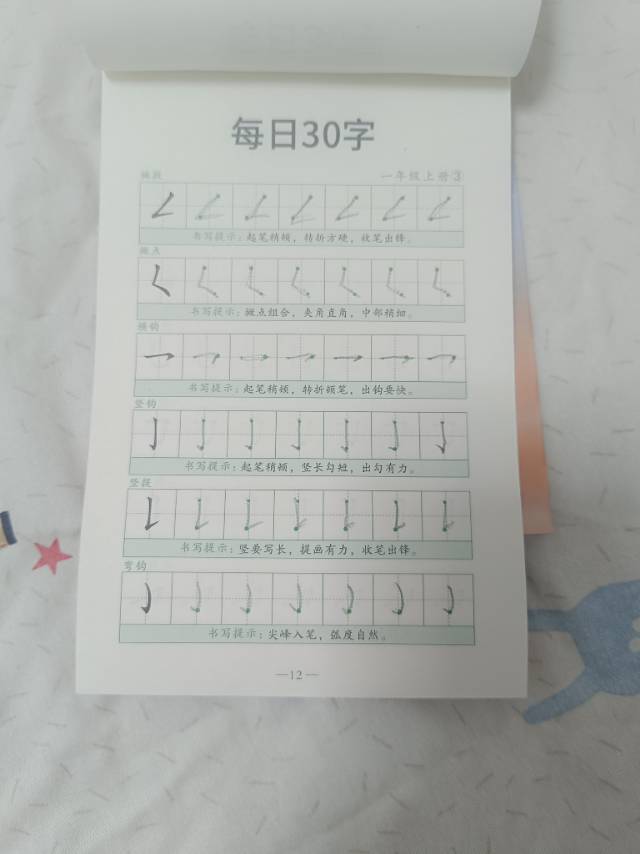 每日30字
一年级上册③
撇折
书写提示：起笔稍顿，转折方硬，收笔出锋。
撇点
书写提示：撇点组合，夹角直角，中部稍细。
横钩
书写提示：起笔稍顿，转折顿笔，出钩要快。
竖钩
书写提示：起笔稍顿，竖长勾短，出勾有力。
竖提
书写提示：竖要写长，提画有力，收笔出锋。
弯钩
书写提示：尖峰入笔，弧度自然。
—12—